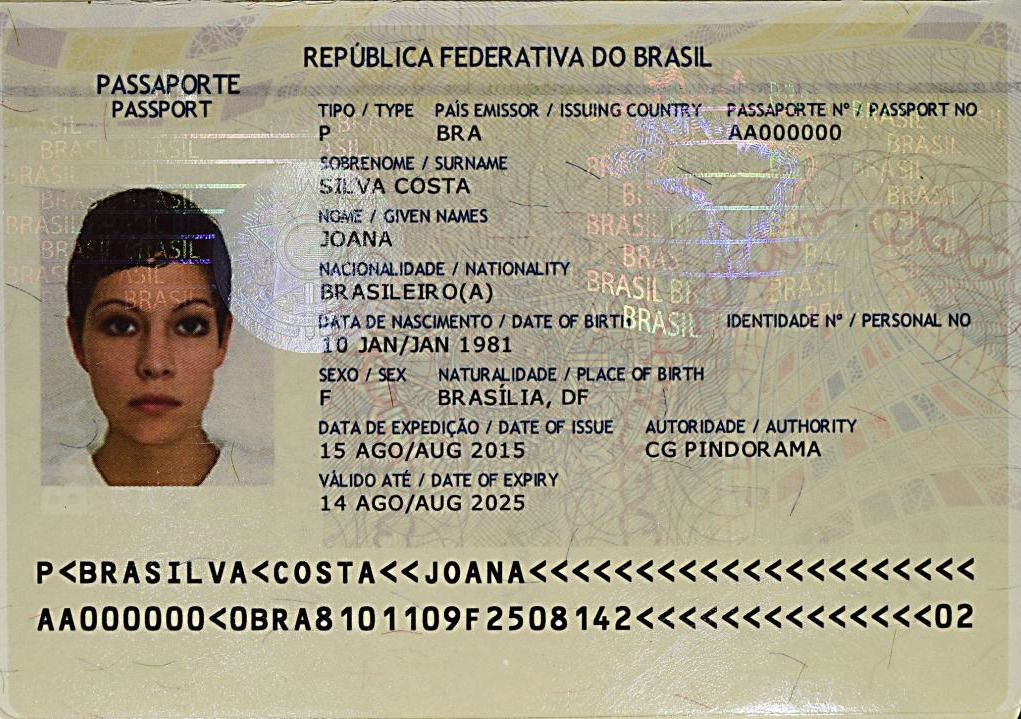 REPÚBLICA FEDERATIVA DO BRASIL
PASSAPORTE
PASSPORT
TIPO / TYPE PAÍS EMISSOR / ISSUING COUNTRY PASSAPORTE Nº / PASSPORT NO
P BRA AA000000
SOBRENOME / SURNAME
SILVA COSTA
NOME / GIVEN NAMES
JOANA
NACIONALIDADE / NATIONALITY
BRASILEIRO(A)
DATA DE NASCIMENTO / DATE OF BIRTH IDENTIDADE Nº / PERSONAL NO
10 JAN/JAN 1981
SEXO / SEX NATURALIDADE / PLACE OF BIRTH
F BRASÍLIA, DF
DATA DE EXPEDIÇÃO / DATE OF ISSUE AUTORIDADE / AUTHORITY
15 AGO/AUG 2015 CG PINDORAMA
VÁLIDO ATÉ / DATE OF EXPIRY
14 AGO/AUG 2025
P<BRASILVA<COSTA<<JOANA<<<<<<<<<<<<<<<<<<<<<
AA000000<0BRA8101109F2508142<<<<<<<<<<<<<<02